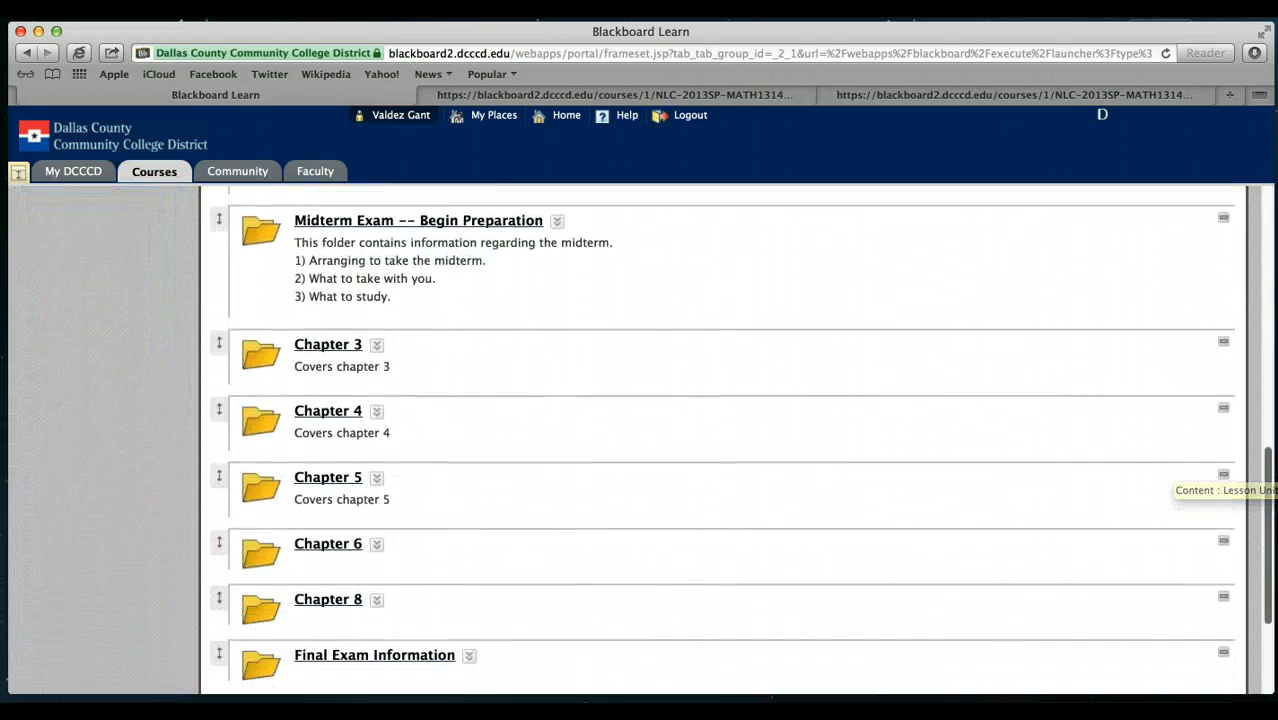 Blackboard Learn
Dallas County Community College District blackboard2.dcccd.edu/webapps/portal/frameset.jsp?tab_tab_group_id=_2_1&url=%2Fwebapps%2Fblackboard%2Fexecute%2Flauncher%3Ftype%3 Reader
Apple iCloud Facebook Twitter Wikipedia Yahoo! News Popular
Blackboard Learn https://blackboard2.dcccd.edu/courses/1/NLC-2013SP-MATH1314... https://blackboard2.dcccd.edu/courses/1/NLC-2013SP-MATH1314...
Valdez Gant My Places Home Help Logout D
Dallas County
Community College District
My DCCCD Courses Community Faculty
Midterm Exam -- Begin Preparation
This folder contains information regarding the midterm.
1) Arranging to take the midterm.
2) What to take with you.
3) What to study.
Chapter 3
Covers chapter 3
Chapter 4
Covers chapter 4
Chapter 5
Content : Lesson Unit
Covers chapter 5
Chapter 6
Chapter 8
Final Exam Information